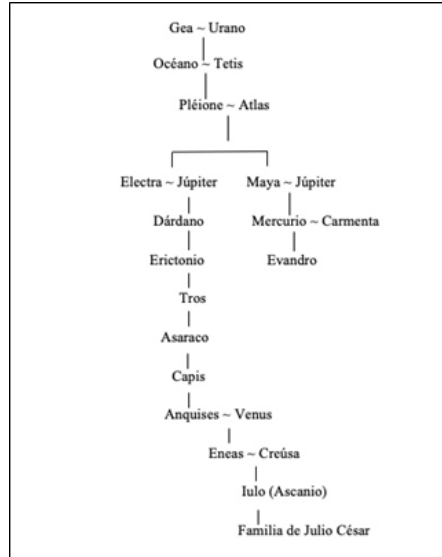 Gea ~ Urano
Océano ~ Tetis
Pléione ~ Atlas
Electra ~ Júpiter Maya ~ Júpiter
Dárdano Mercurio ~ Carmenta
Erictonio Evandro
Tros
Asaraco
Capis
Anquises ~ Venus
Eneas ~ Creúsa
Iulo (Ascanio)
Familia de Julio César